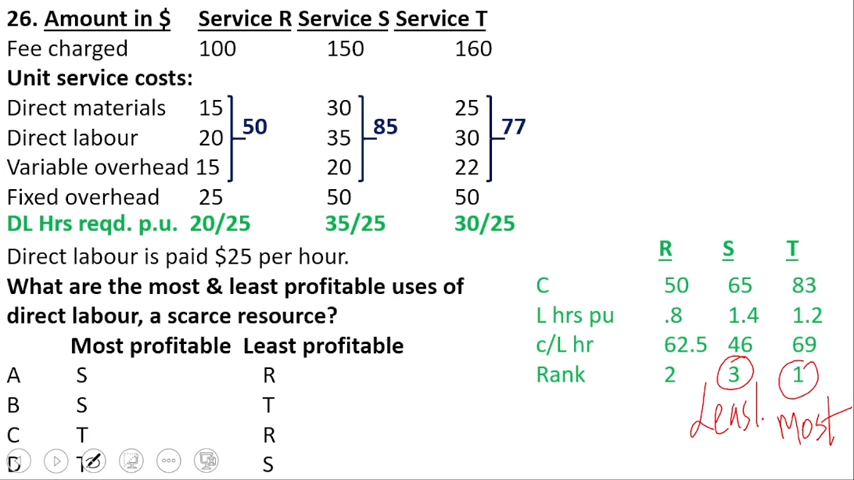 26. Amount in $ Service R Service S Service T
Fee charged 100 150 160
Unit service costs:
Direct materials 15 30 25
50 85 77
Direct labour 20 35 30
Variable overhead 15 20 22
Fixed overhead 25 50 50
DL Hrs reqd. p.u. 20/25 35/25 30/25
Direct labour is paid $25 per hour.
What are the most & least profitable uses of
direct labour, a scarce resource?
Most profitable Least profitable
A S R
B S T
C T R
D T S
R S T
C 50 65 83
L hrs pu .8 1.4 1.2
c/L hr 62.5 46 69
Rank 2 3 1
Least. Most